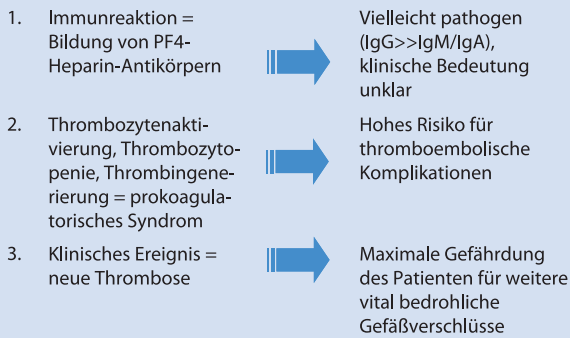 1. Immunreaktion =
Bildung von PF4-
Heparin-Antikörpern
Vielleicht pathogen
(IgG>>IgM/IgA),
klinische Bedeutung
unklar
2. Thrombozytenakti-
vierung, Thrombozyto-
penie, Thrombingene-
rierung = prokoagula-
torisches Syndrom
Hohes Risiko für
thromboembolische
Komplikationen
3. Klinisches Ereignis =
neue Thrombose
Maximale Gefährdung
des Patienten für weitere
vital bedrohliche
Gefäßverschlüsse